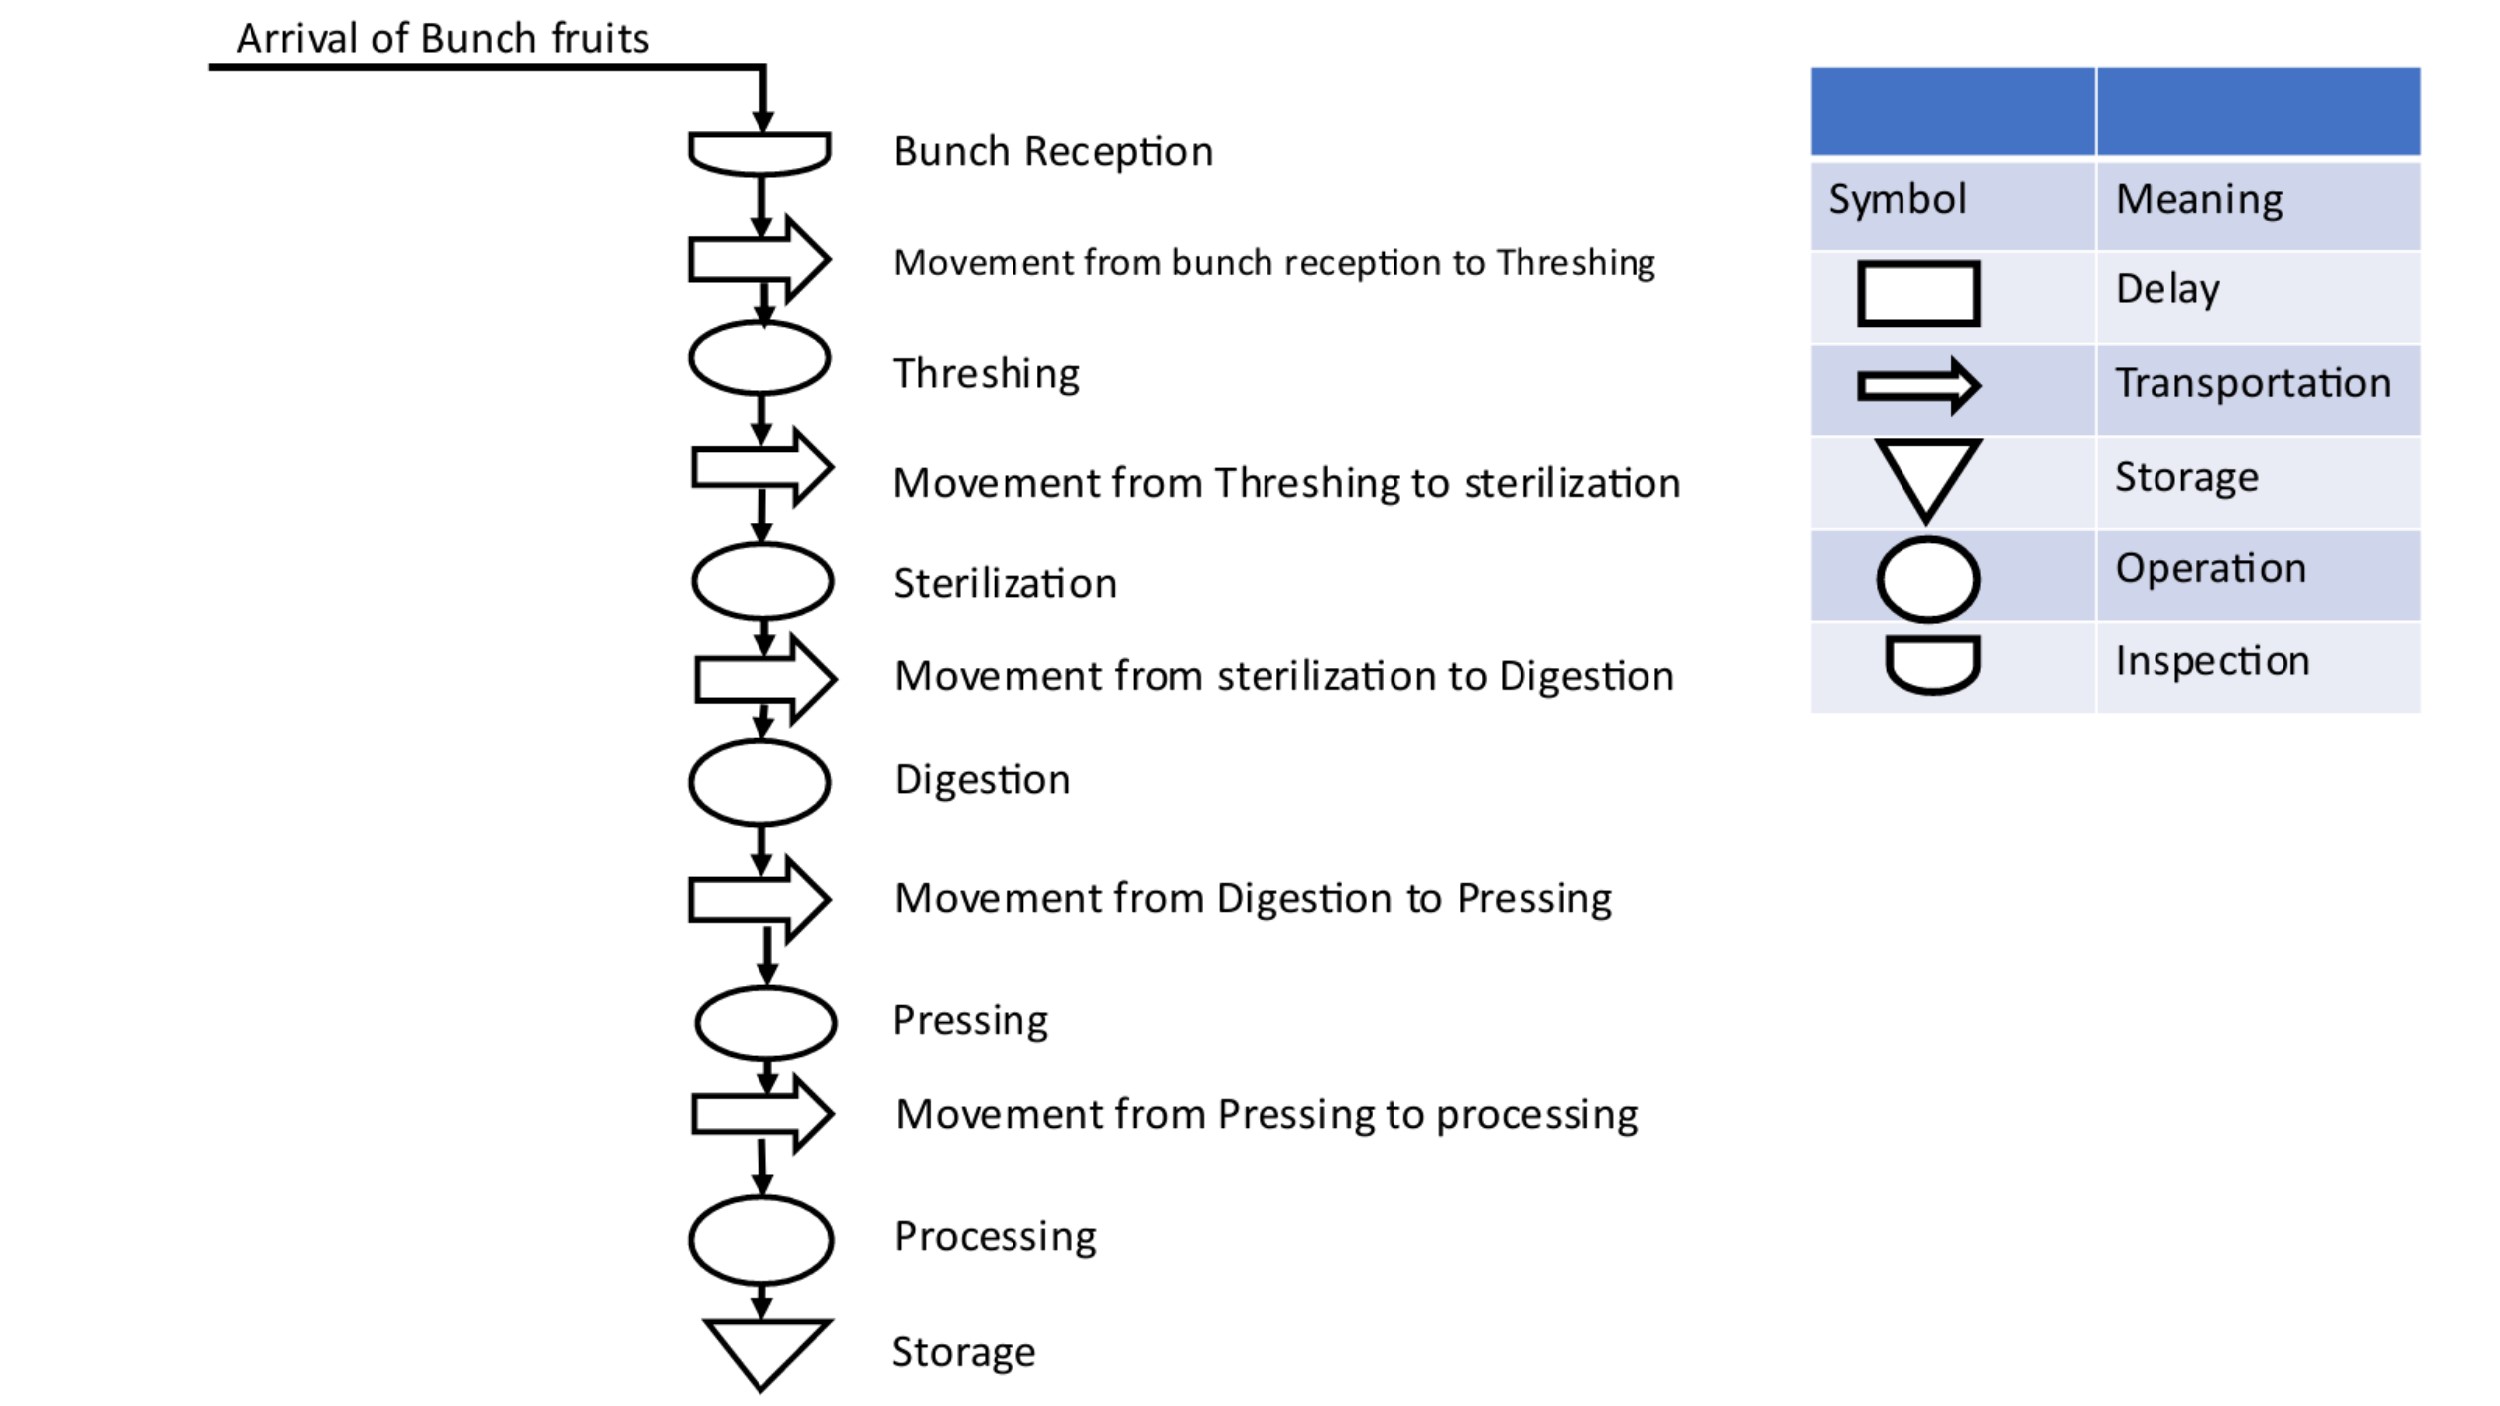 Arrival of Bunch fruits
Bunch Reception
Movement from bunch reception to Threshing
Threshing
Movement from Threshing to sterilization
Sterilization
Movement from sterilization to Digestion
Digestion
Movement from Digestion to Pressing
Pressing
Movement from Pressing to processing
Processing
Storage
Symbol Meaning
Delay
Transportation
Storage
Operation
Inspection